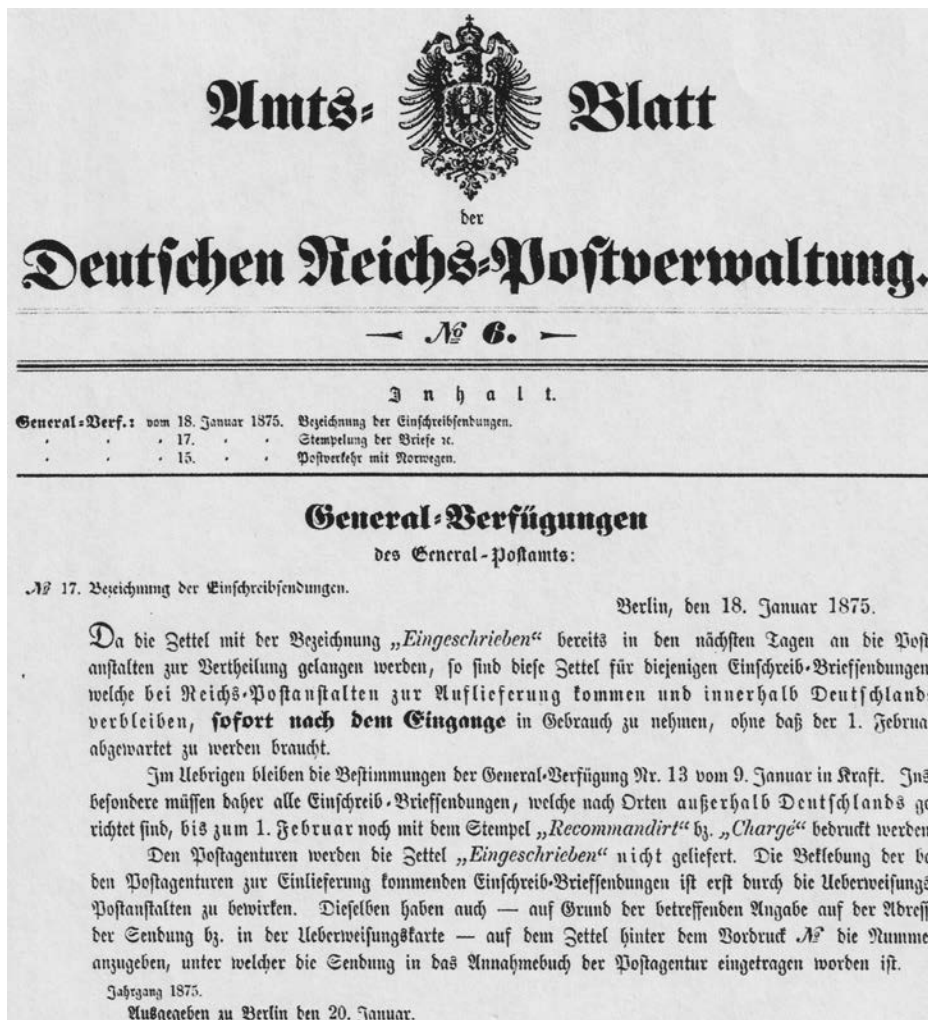 Amts- Blatt
der
Deutschen Reichs-Postverwaltung.
№ 6.
Inhalt.
General-Verf.: vom 18. Januar 1875. Bezeichnung der Einschreibsendungen.
" " " 17. " " Stempelung der Briefe ꝛc.
" " " 15. " " Postverkehr mit Norwegen.
General-Verfügungen
des General-Postamts:
№ 17. Bezeichnung der Einschreibsendungen.
Berlin, den 18. Januar 1875.
Da die Zettel mit der Bezeichnung „Eingeschrieben“ bereits in den nächsten Tagen an die Post
anstalten zur Vertheilung gelangen werden, so sind diese Zettel für diejenigen Einschreib-Briefsendungen
welche bei Reichs-Postanstalten zur Auflieferung kommen und innerhalb Deutschland
verbleiben, sofort nach dem Eingange in Gebrauch zu nehmen, ohne daß der 1. Februa
abgewartet zu werden braucht.
Im Uebrigen bleiben die Bestimmungen der General-Verfügung Nr. 13 vom 9. Januar in Kraft. Ins
besondere müssen daher alle Einschreib-Briefsendungen, welche nach Orten außerhalb Deutschlands ge
richtet sind, bis zum 1. Februar noch mit dem Stempel „Recommandirt“ bz. „Chargé“ bedruckt werden
Den Postagenturen werden die Zettel „Eingeschrieben“ nicht geliefert. Die Beklebung der be
den Postagenturen zur Einlieferung kommenden Einschreib-Briefsendungen ist erst durch die Ueberweisungs
Postanstalten zu bewirken. Dieselben haben auch — auf Grund der betreffenden Angabe auf der Adress
der Sendung bz. in der Ueberweisungskarte — auf dem Zettel hinter dem Vordruck № die Numme
anzugeben, unter welcher die Sendung in das Annahmebuch der Postagentur eingetragen worden ist.
Jahrgang 1875.
Ausgegeben zu Berlin den 20. Januar.